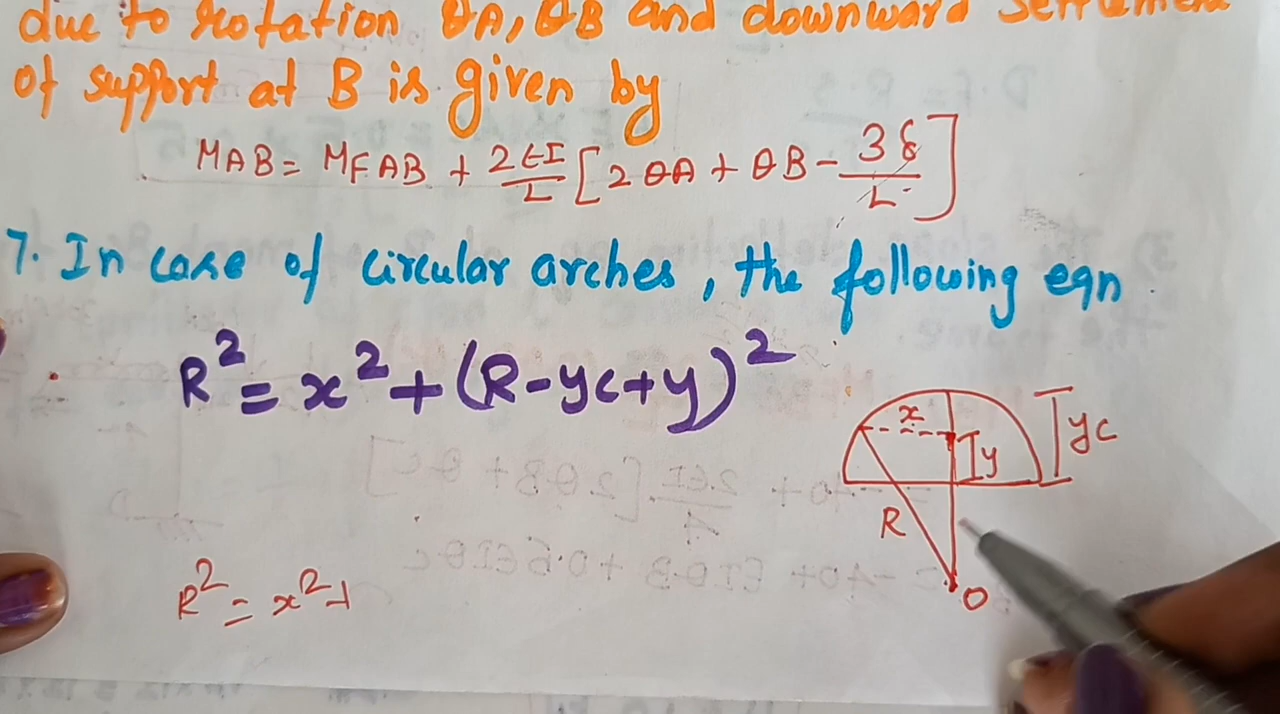 due to rotation θA, θB and downward settlement
of support at B is given by
MAB = MFAB + 2EI/L [2θA + θB - 3δ/L]
7. In case of circular arches, the following eqn
R² = x² + (R-yc+y)²
x
y
yc
R
O
R² = x² +